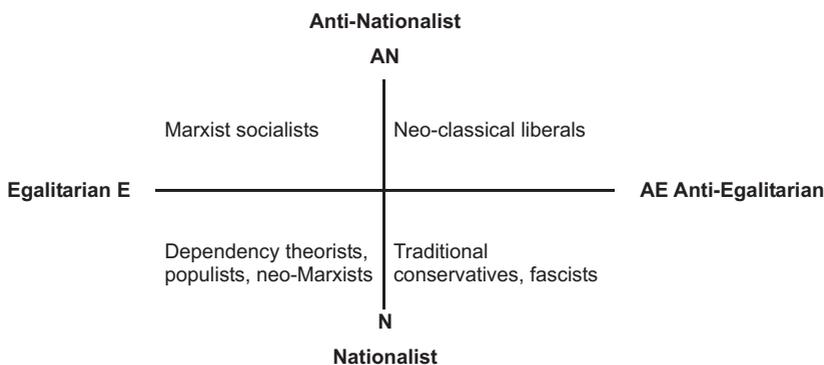 Anti-Nationalist
AN
Marxist socialists
Neo-classical liberals
Egalitarian E
AE Anti-Egalitarian
Dependency theorists,
populists, neo-Marxists
Traditional
conservatives, fascists
N
Nationalist